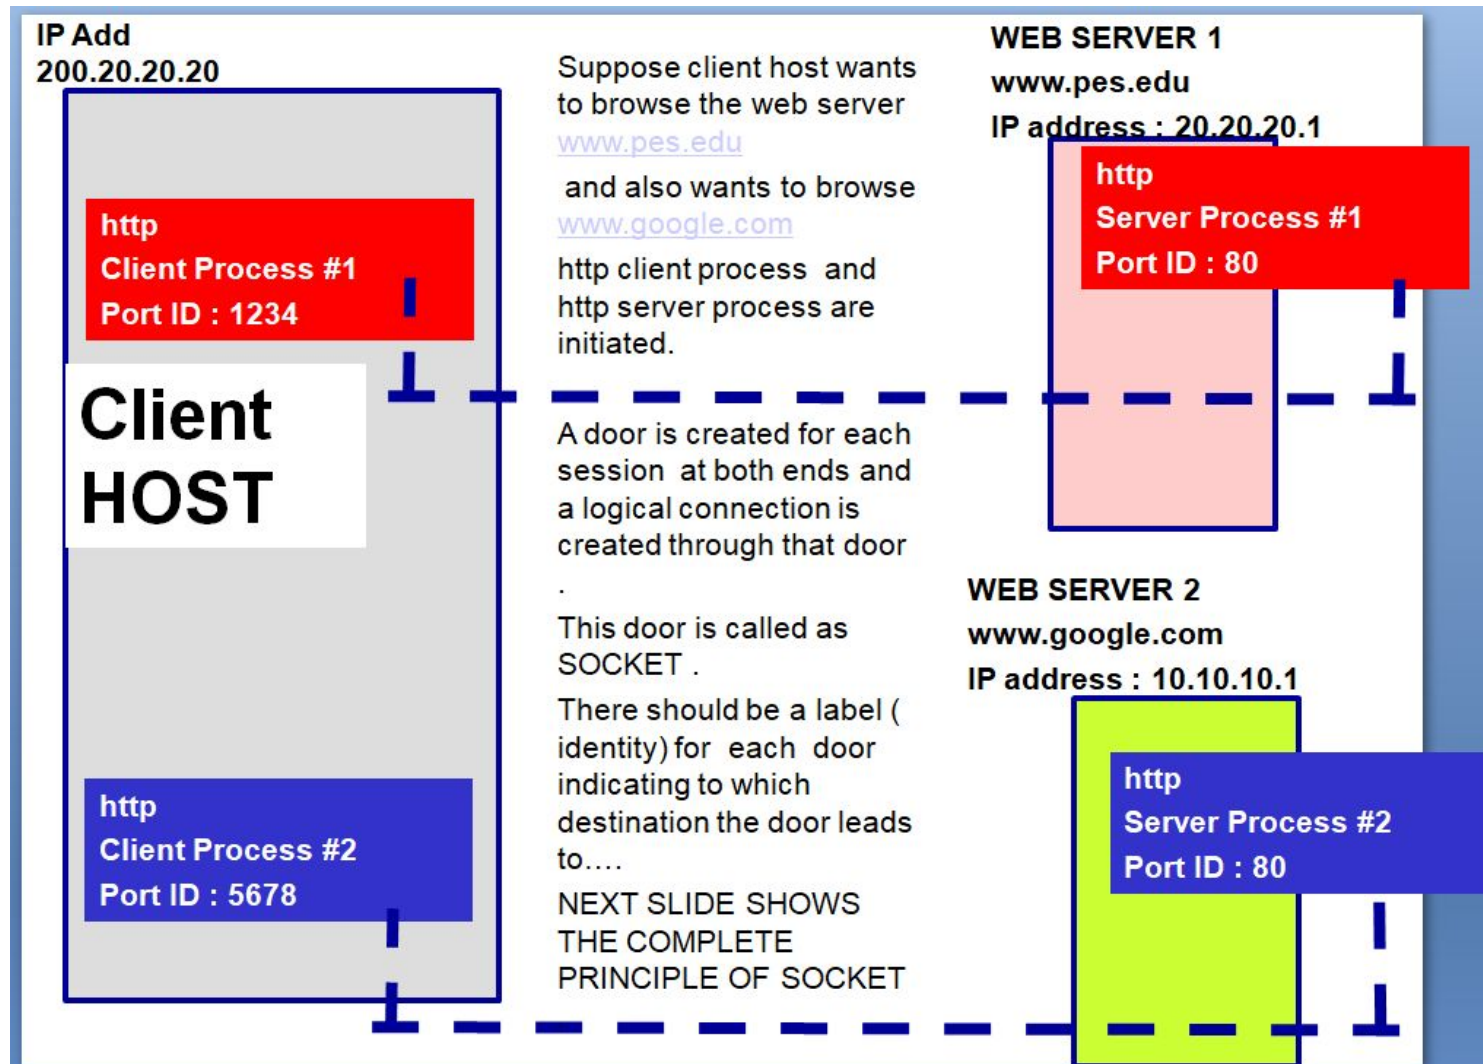 IP Add
200.20.20.20
http
Client Process #1
Port ID : 1234
Client
HOST
http
Client Process #2
Port ID : 5678
Suppose client host wants
to browse the web server
www.pes.edu
and also wants to browse
www.google.com
http client process and
http server process are
initiated.
A door is created for each
session at both ends and
a logical connection is
created through that door
.
This door is called as
SOCKET .
There should be a label (
identity) for each door
indicating to which
destination the door leads
to....
NEXT SLIDE SHOWS
THE COMPLETE
PRINCIPLE OF SOCKET
WEB SERVER 1
www.pes.edu
IP address : 20.20.20.1
http
Server Process #1
Port ID : 80
WEB SERVER 2
www.google.com
IP address : 10.10.10.1
http
Server Process #2
Port ID : 80